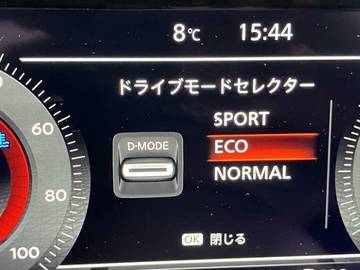 8℃ 15:44
ドライブモードセレクター
SPORT
D-MODE
ECO
NORMAL
60
80
100
OK 閉じる